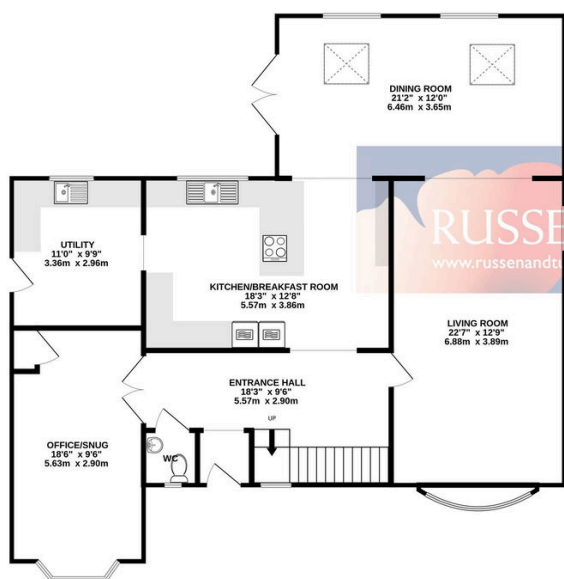 DINING ROOM
21'2" x 12'0"
6.46m x 3.65m
UTILITY
11'0" x 9'9"
3.36m x 2.96m
KITCHEN/BREAKFAST ROOM
18'3" x 12'8"
5.57m x 3.86m
RUSSE
www.russenandtu
LIVING ROOM
22'7" x 12'9"
6.88m x 3.89m
ENTRANCE HALL
18'3" x 9'6"
5.57m x 2.90m
UP
OFFICE/SNUG
18'6" x 9'6"
5.63m x 2.90m
WC